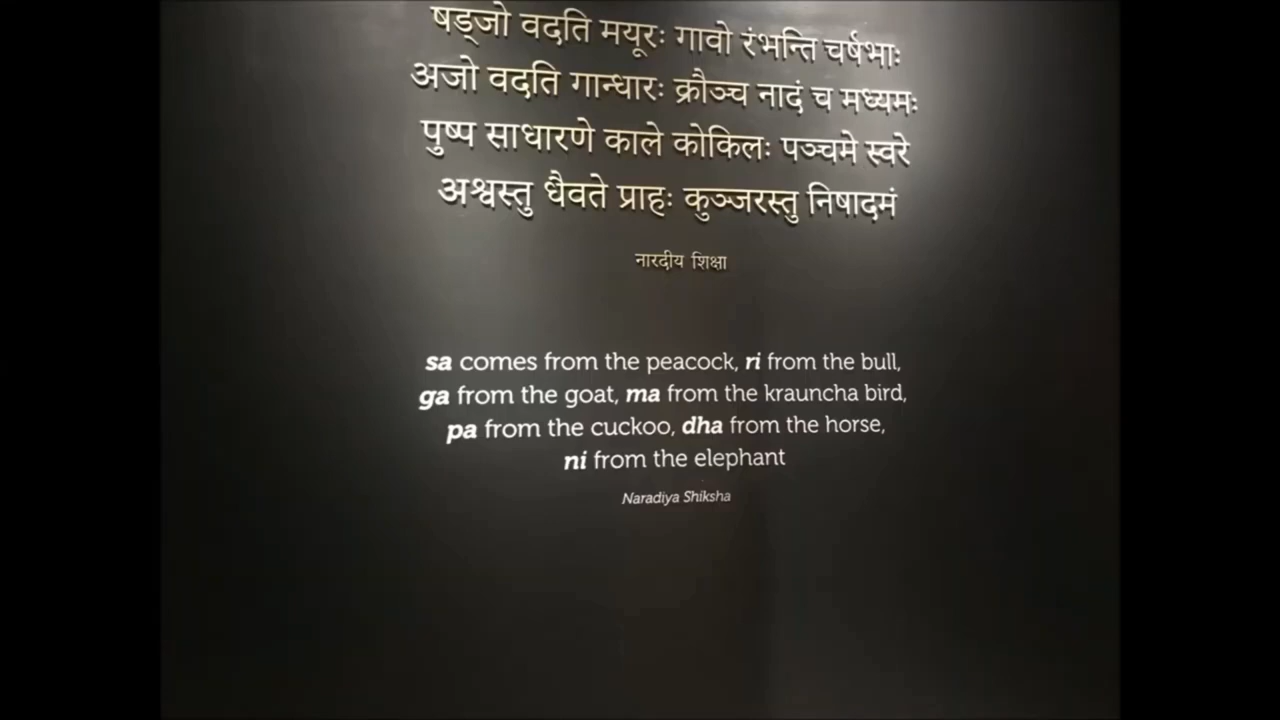 षड्जो वदति मयूरः गावो रंभन्ति चर्षभाः
अजो वदति गान्धारः क्रौञ्च नादं च मध्यमः
पुष्प साधारणे काले कोकिलः पञ्चमे स्वरे
अश्वस्तु धैवते प्राहः कुञ्जरस्तु निषादमं
नारदीय शिक्षा
sa comes from the peacock, ri from the bull,
ga from the goat, ma from the krauncha bird,
pa from the cuckoo, dha from the horse,
ni from the elephant
Naradiya Shiksha